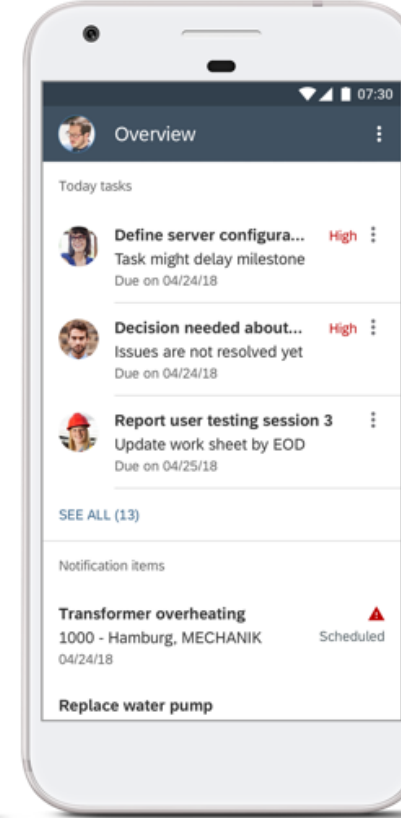 07:30
Overview
Today tasks
Define server configura... High
Task might delay milestone
Due on 04/24/18
Decision needed about... High
Issues are not resolved yet
Due on 04/24/18
Report user testing session 3
Update work sheet by EOD
Due on 04/25/18
SEE ALL (13)
Notification items
Transformer overheating
1000 - Hamburg, MECHANIK Scheduled
04/24/18
Replace water pump